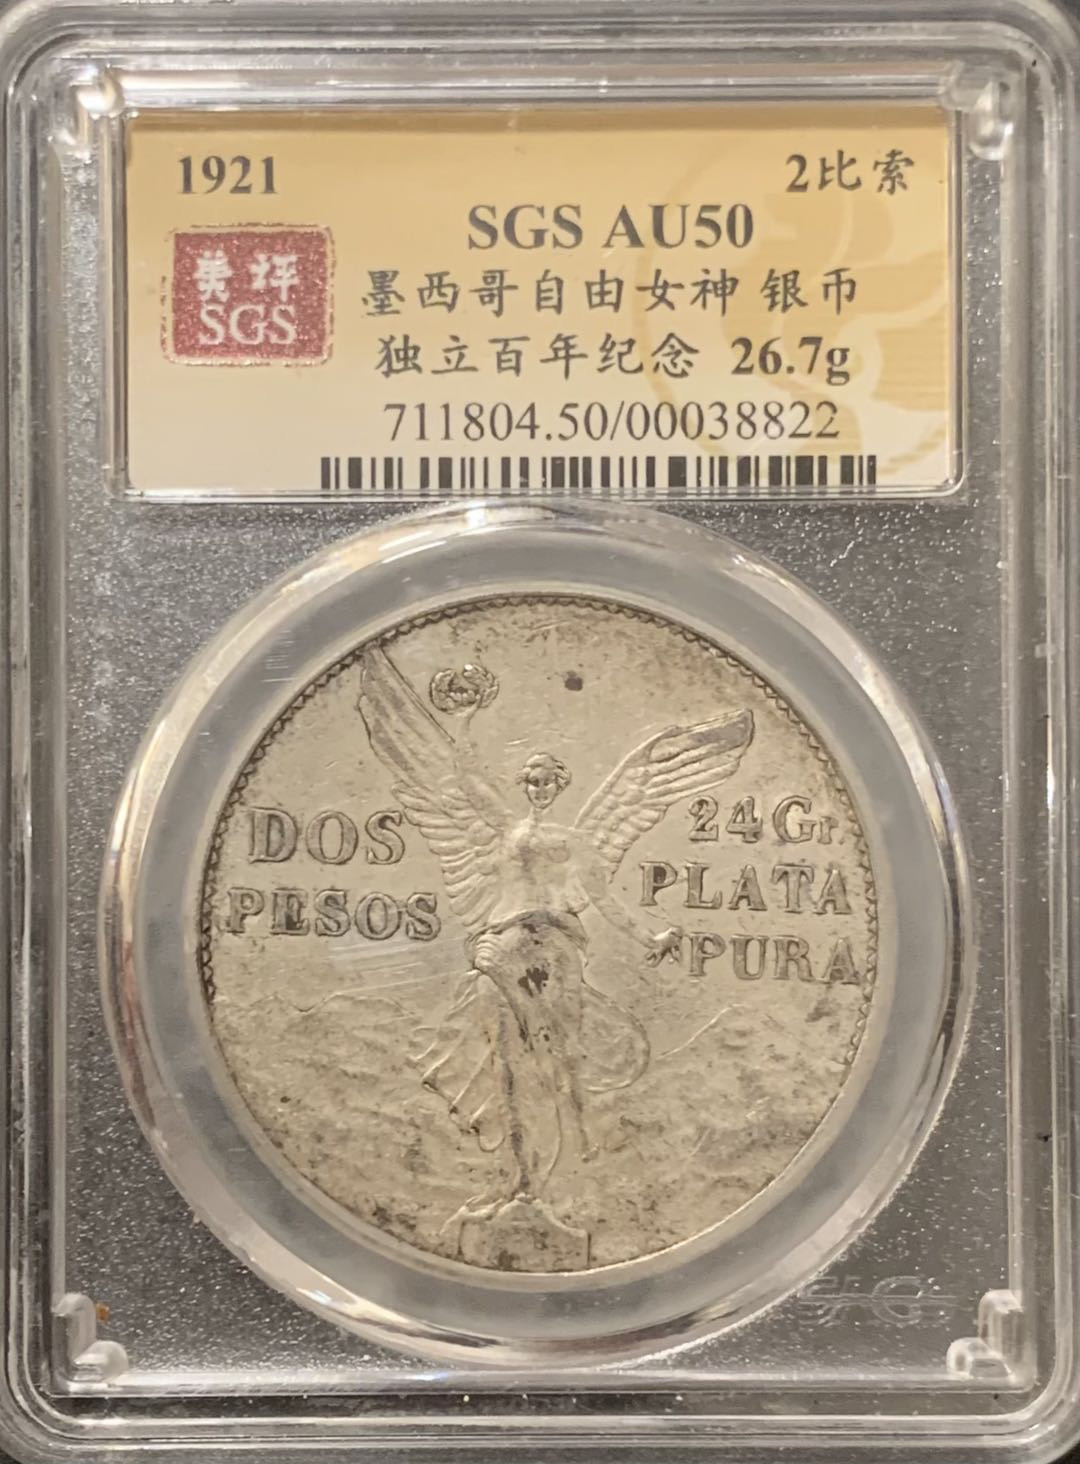 1921
2比索
SGS AU50
美评
SGS
墨西哥自由女神 银币
独立百年纪念 26.7g
711804.50/00038822
DOS
PESOS
24 Gr.
PLATA
PURA